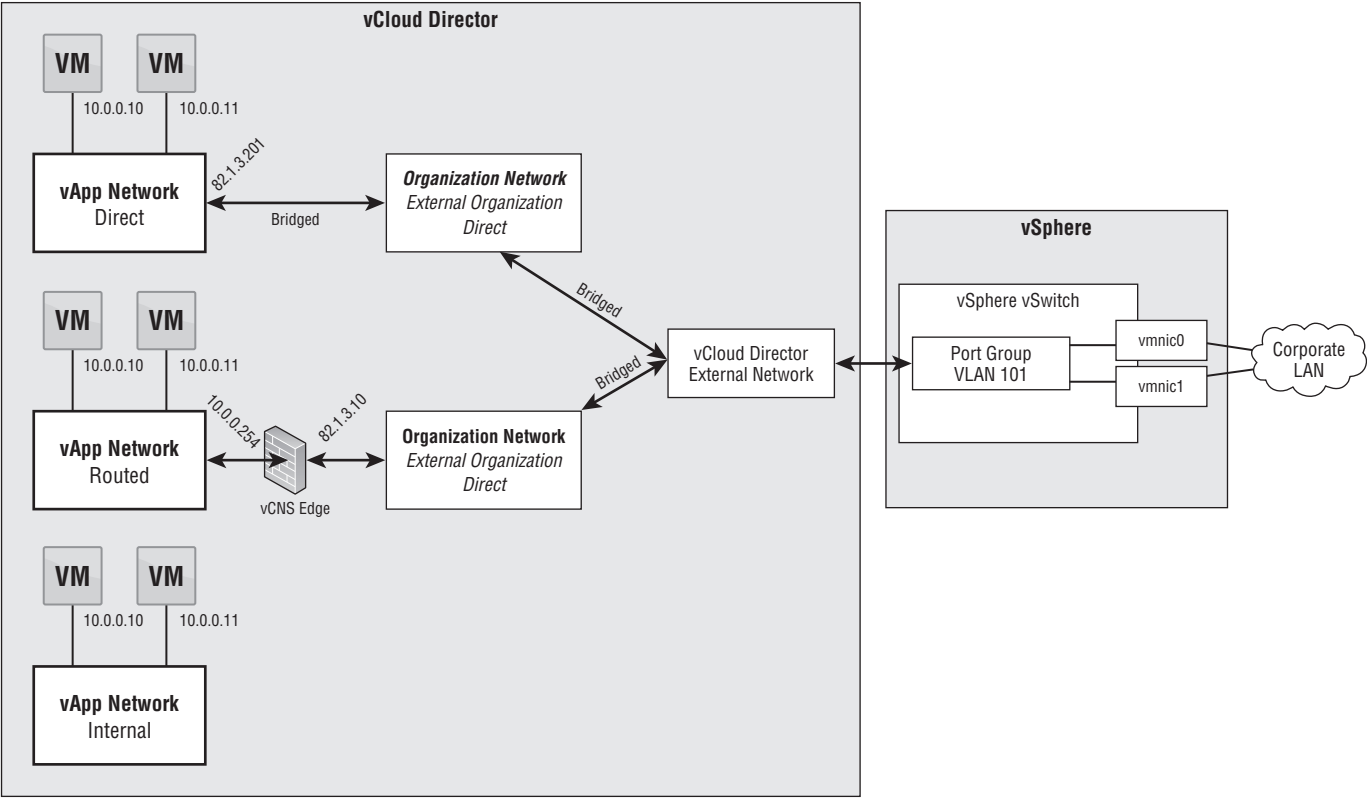 vCloud Director
VM
VM
10.0.0.10
10.0.0.11
vApp Network
Direct
82.1.3.201
Bridged
Organization Network
External Organization
Direct
Bridged
VM
VM
10.0.0.10
10.0.0.11
vApp Network
Routed
10.0.0.254
vCNS Edge
82.1.3.10
Organization Network
External Organization
Direct
Bridged
vCloud Director
External Network
VM
VM
10.0.0.10
10.0.0.11
vApp Network
Internal
vSphere
vSphere vSwitch
Port Group
VLAN 101
vmnic0
vmnic1
Corporate
LAN